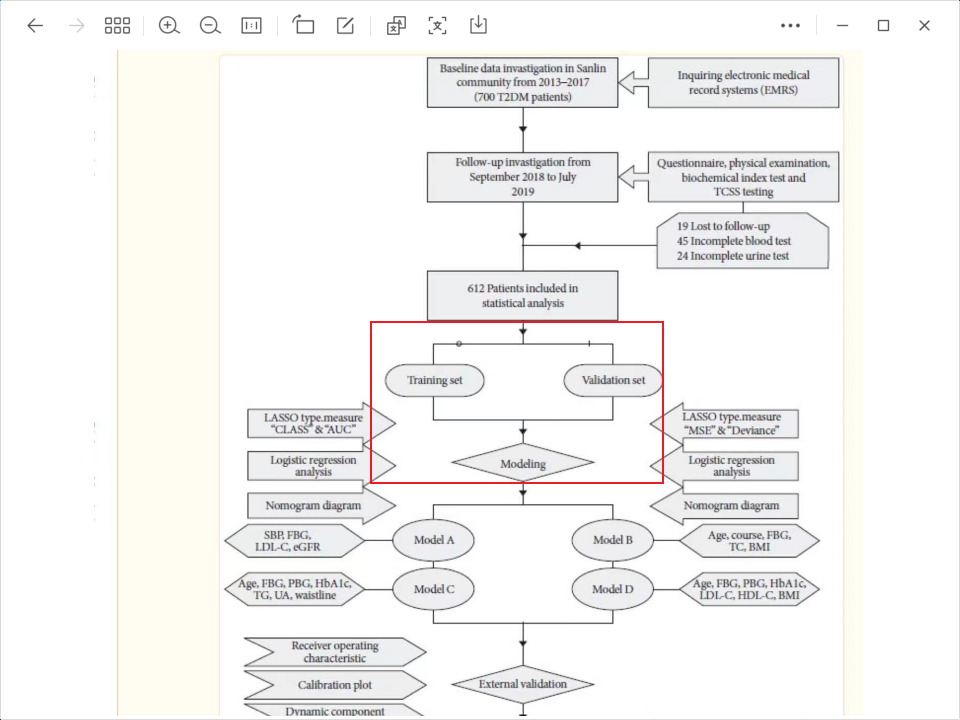 Baseline data invastigation in Sanlin
community from 2013–2017
(700 T2DM patients)
Inquiring electronic medical
record systems (EMRS)
Follow-up invastigation from
September 2018 to July
2019
Questionnaire, physical examination,
biochemical index test and
TCSS testing
19 Lost to follow-up
45 Incomplete blood test
24 Incomplete urine test
612 Patients included in
statistical analysis
Training set
Validation set
LASSO type.measure
“CLASS” & “AUC”
LASSO type.measure
“MSE” & “Deviance”
Logistic regression
analysis
Modeling
Logistic regression
analysis
Nomogram diagram
Nomogram diagram
SBP, FBG,
LDL-C, eGFR
Model A
Model B
Age, course, FBG,
TC, BMI
Age, FBG, PBG, HbA1c,
TG, UA, waistline
Model C
Model D
Age, FBG, PBG, HbA1c,
LDL-C, HDL-C, BMI
Receiver operating
characteristic
Calibration plot
External validation
Dynamic component